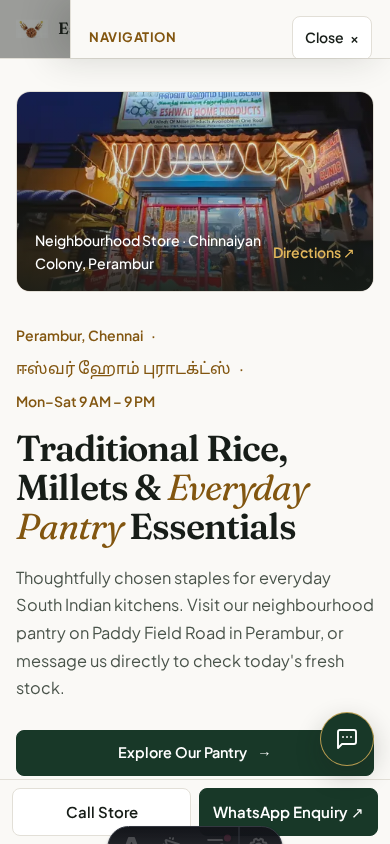 E
NAVIGATION
Close ×
ESHWAR HOME PRODUCTS
Neighbourhood Store · Chinnaiyan
Colony, Perambur
Directions ↗
Perambur, Chennai ·
ஈஸ்வர் ஹோம் புராடக்ட்ஸ் ·
Mon–Sat 9 AM – 9 PM
Traditional Rice,
Millets & Everyday
Pantry Essentials
Thoughtfully chosen staples for everyday
South Indian kitchens. Visit our neighbourhood
pantry on Paddy Field Road in Perambur, or
message us directly to check today's fresh
stock.
Explore Our Pantry →
Call Store
WhatsApp Enquiry ↗